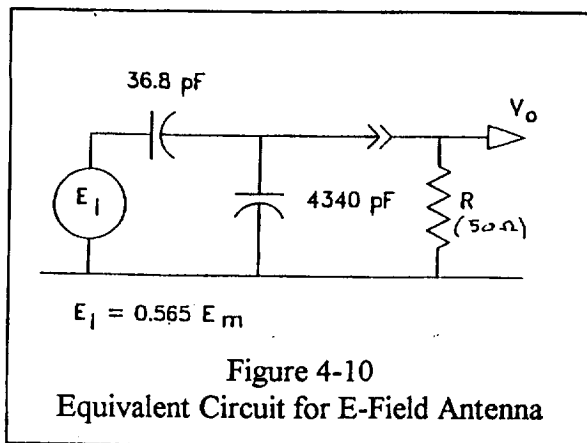 36.8 pF
V₀
E₁
4340 pF
R
(50Ω)
E₁ = 0.565 Eₘ
Figure 4-10
Equivalent Circuit for E-Field Antenna